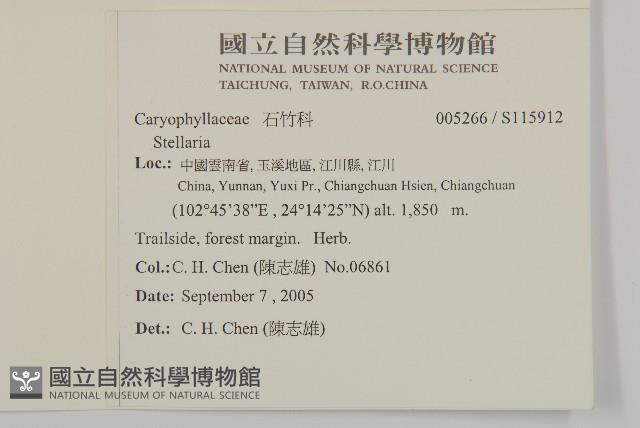 國立自然科學博物館
NATIONAL MUSEUM OF NATURAL SCIENCE
TAICHUNG, TAIWAN, R.O.CHINA
Caryophyllaceae 石竹科 005266 / S115912
Stellaria
Loc.: 中國雲南省, 玉溪地區, 江川縣, 江川
China, Yunnan, Yuxi Pr., Chiangchuan Hsien, Chiangchuan
(102°45'38”E , 24°14'25”N) alt. 1,850 m.
Trailside, forest margin. Herb.
Col.: C. H. Chen (陳志雄) No.06861
Date: September 7 , 2005
Det.: C. H. Chen (陳志雄)
國立自然科學博物館
NATIONAL MUSEUM OF NATURAL SCIENCE